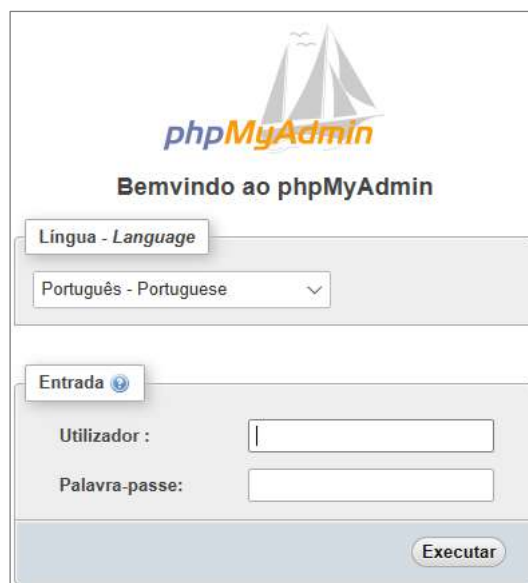 phpMyAdmin
Bemvindo ao phpMyAdmin
Língua - Language
Português - Portuguese
Entrada
Utilizador :
Palavra-passe:
Executar